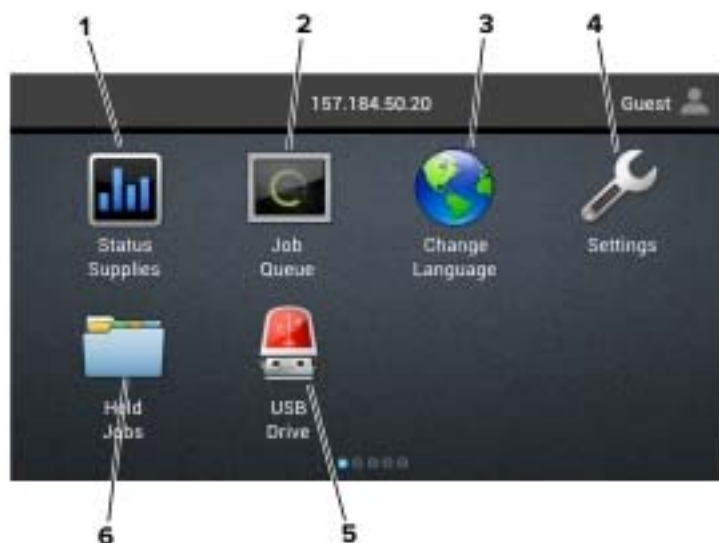 1 2 3 4
157.184.50.20 Guest
Status Supplies
Job Queue
Change Language
Settings
Held Jobs
USB Drive
6 5